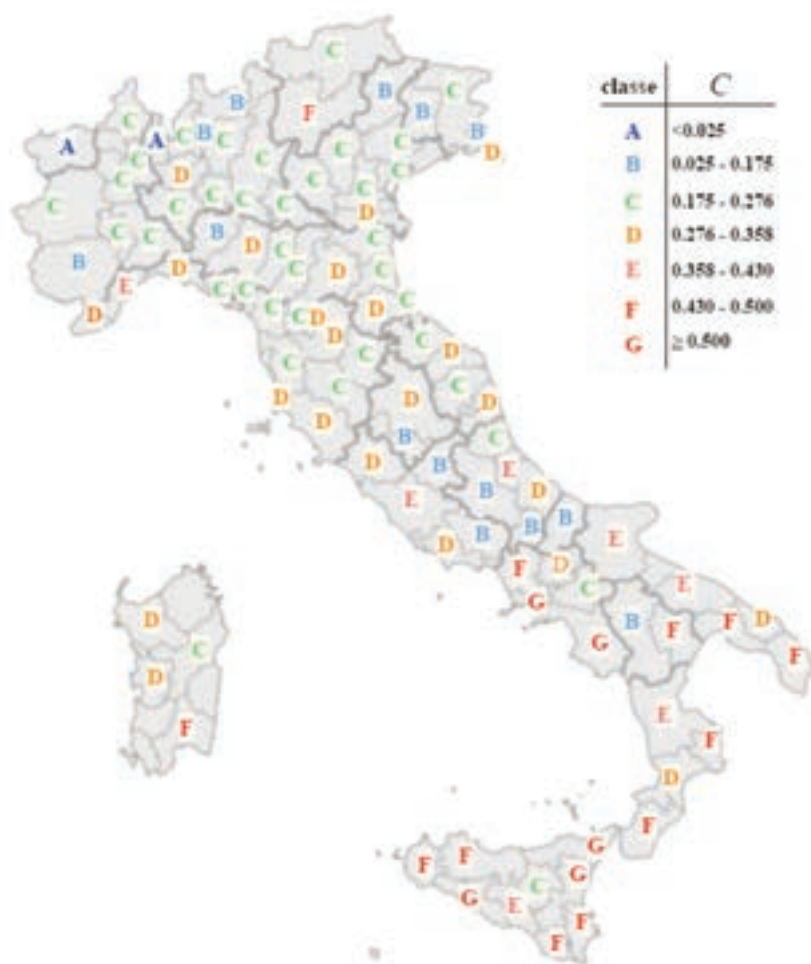 C
classe C
B B C
B
F B
C B
A <0.025
C A C B C C D
A B 0.025 - 0.175
C C
C D C C
C 0.175 - 0.276
C C C C C C D
D 0.276 - 0.358
C C B D C C
B D C D C E 0.358 - 0.430
E C C
D C C D D C F 0.430 - 0.500
D C D
C C D G ≥ 0.500
C D C
D D D
B C
D B E
E B D
B B E
D B
F D E
D G C
B F F D
C G F
D
F E F
D
F
F F G
G C
G E
F
F